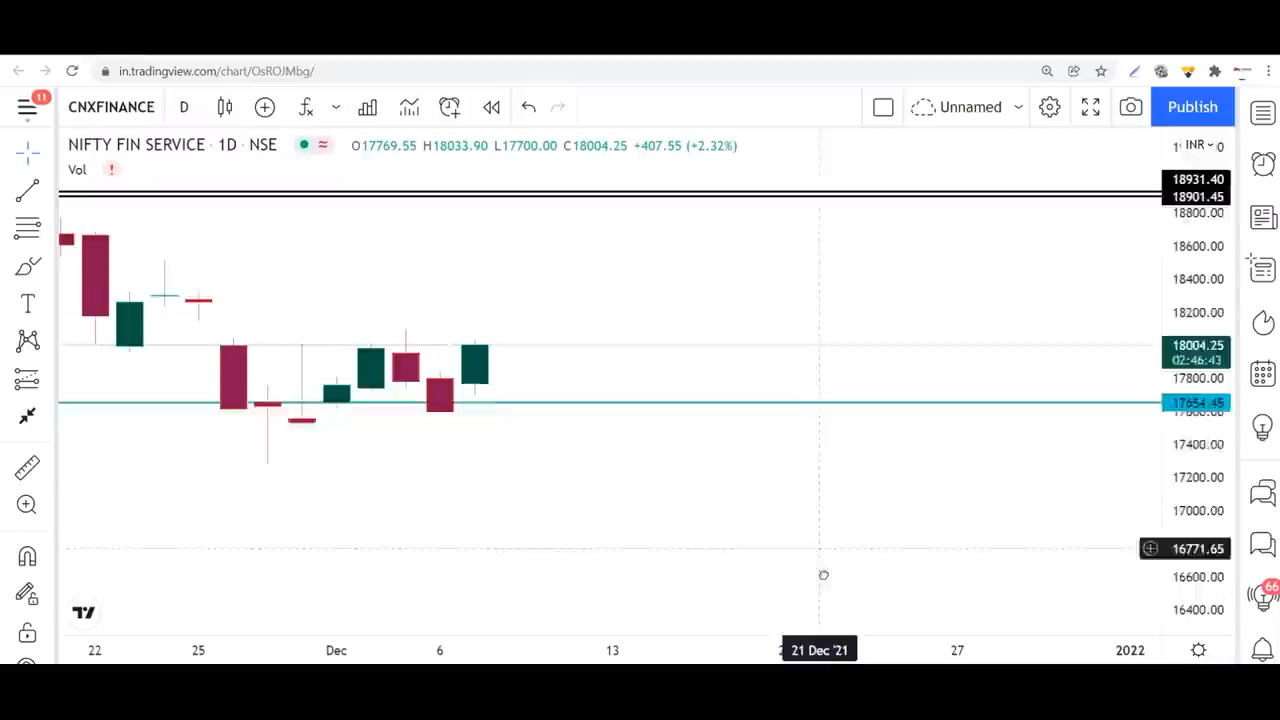 in.tradingview.com/chart/OsROJMbg/
11
CNXFINANCE
D
Unnamed
Publish
NIFTY FIN SERVICE · 1D · NSE
O17769.55 H18033.90 L17700.00 C18004.25 +407.55 (+2.32%)
INR
Vol
18931.40
18901.45
18800.00
18600.00
18400.00
18200.00
18004.25
02:46:43
17800.00
17654.45
17600.00
17400.00
17200.00
17000.00
16771.65
16600.00
66
16400.00
22
25
Dec
6
13
21 Dec '21
27
2022